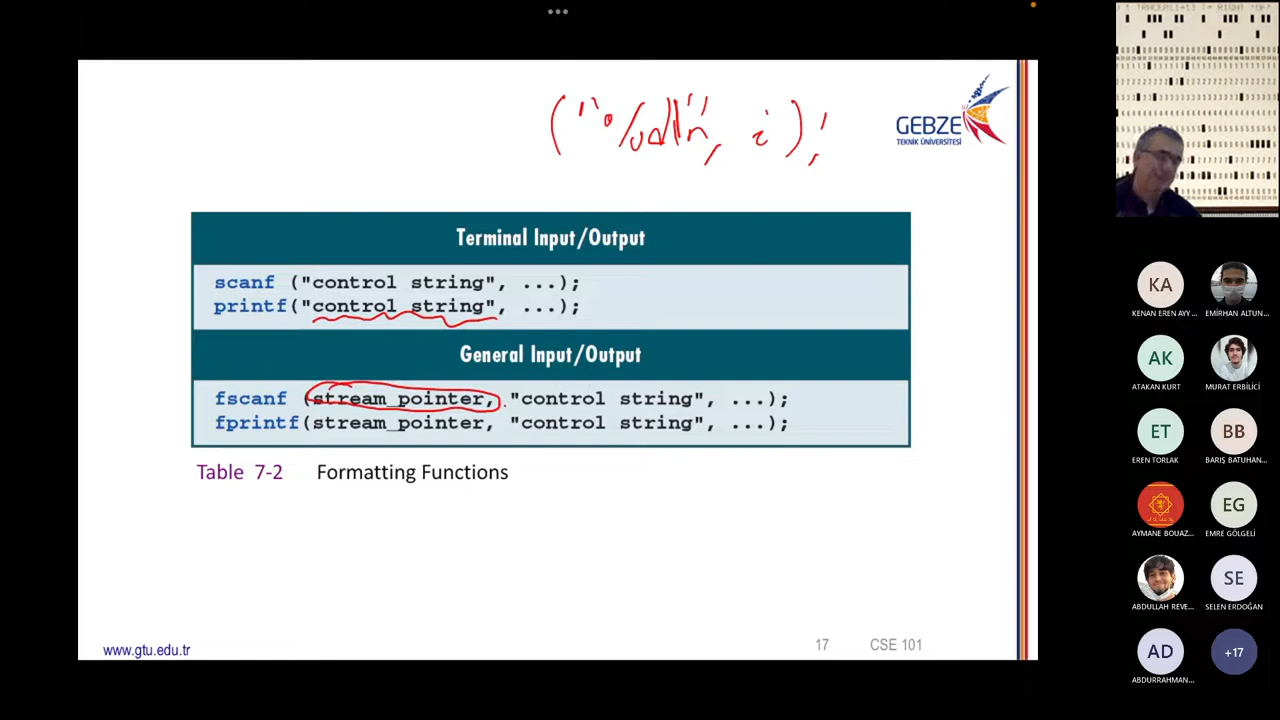 ("%d\n", i);
GEBZE
TEKNİK ÜNİVERSİTESİ
Terminal Input/Output
scanf ("control string", ...);
printf("control string", ...);
General Input/Output
fscanf (stream_pointer, "control string", ...);
fprintf(stream_pointer, "control string", ...);
Table 7-2 Formatting Functions
www.gtu.edu.tr
17
CSE 101
KA
KENAN EREN AYY...
EMİRHAN ALTUN...
AK
ATAKAN KURT
MURAT ERBİLİCİ
ET
EREN TORLAK
BB
BARIŞ BATUHAN...
AYMANE BOUAZ...
EG
EMRE GÖLGELİ
ABDULLAH REVE...
SE
SELEN ERDOĞAN
AD
ABDURRAHMAN...
+17